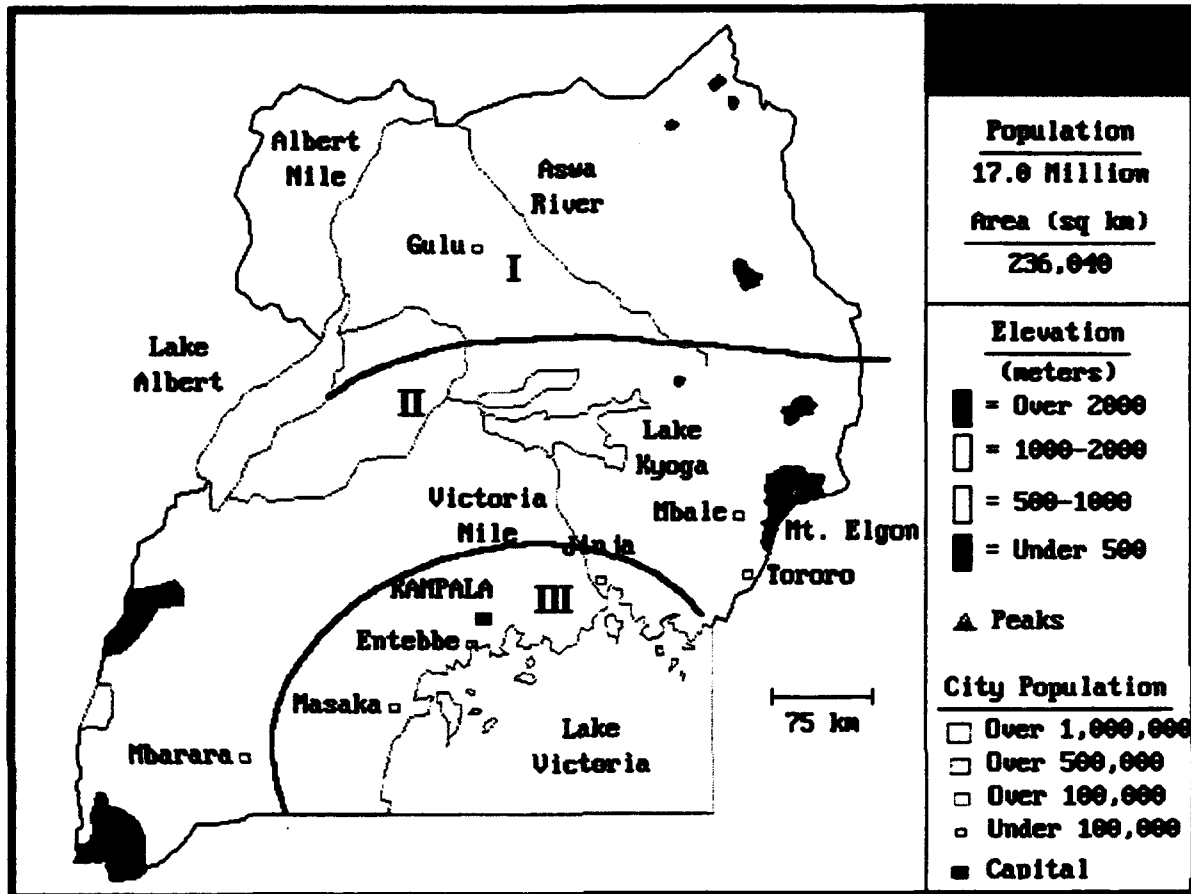 Albert
Nile
Aswa
River
Gulu
I
Lake
Albert
II
Lake
Kyoga
Victoria
Nile
Mbale
Mt. Elgon
Jinja
Tororo
KAMPALA
III
Entebbe
Masaka
Mbarara
Lake
Victoria
75 km
Population
17.0 Million
Area (sq km)
236,040
Elevation
(meters)
= Over 2000
= 1000-2000
= 500-1000
= Under 500
Peaks
City Population
Over 1,000,000
Over 500,000
Over 100,000
Under 100,000
Capital